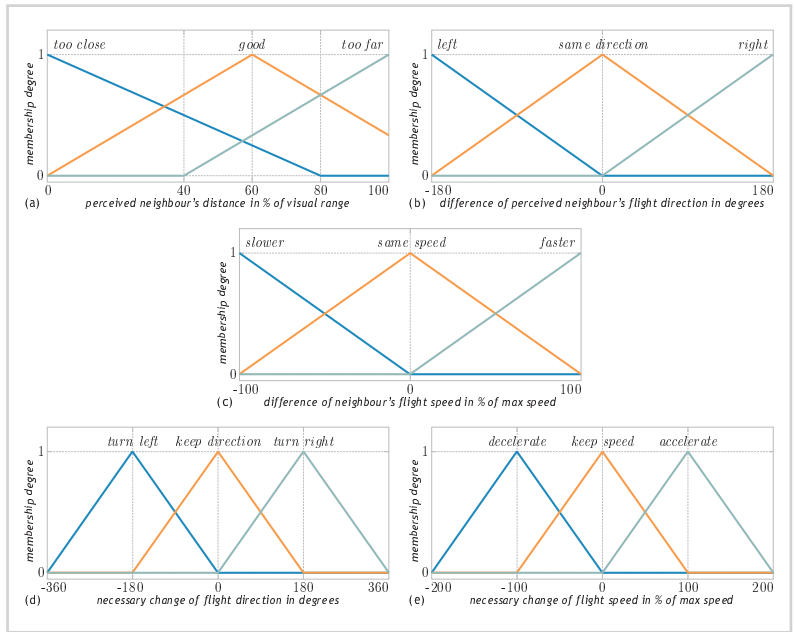 too close good too far
1
0
membership degree
0 40 60 80 100
(a) perceived neighbour's distance in % of visual range
left same direction right
1
0
membership degree
-180 0 180
(b) difference of perceived neighbour's flight direction in degrees
slower same speed faster
1
0
membership degree
-100 0 100
(c) difference of neighbour's flight speed in % of max speed
turn left keep direction turn right
1
0
membership degree
-360 -180 0 180 360
(d) necessary change of flight direction in degrees
decelerate keep speed accelerate
1
0
membership degree
-200 -100 0 100 200
(e) necessary change of flight speed in % of max speed